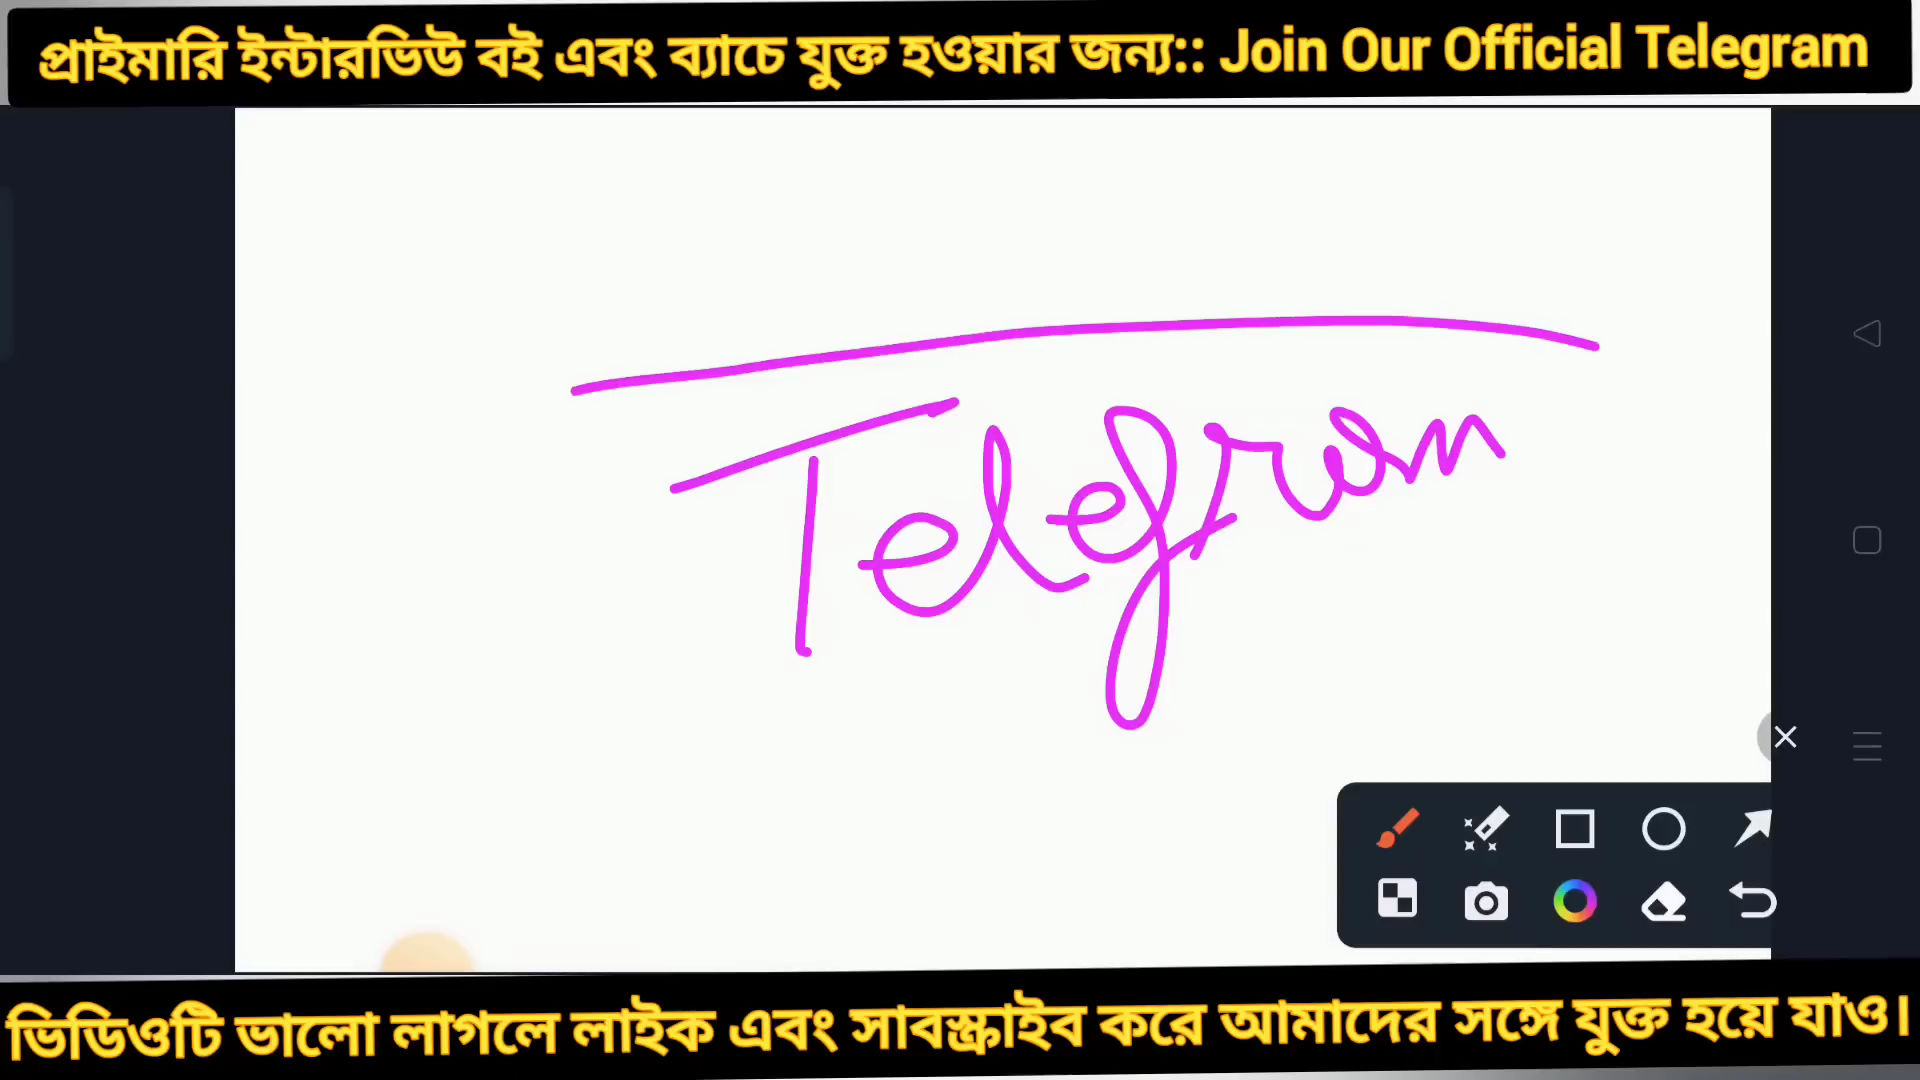 প্রাইমারি ইন্টারভিউ বই এবং ব্যাচে যুক্ত হওয়ার জন্য:: Join Our Official Telegram
Telegram
ভিডিওটি ভালো লাগলে লাইক এবং সাবস্ক্রাইব করে আমাদের সঙ্গে যুক্ত হয়ে যাও।